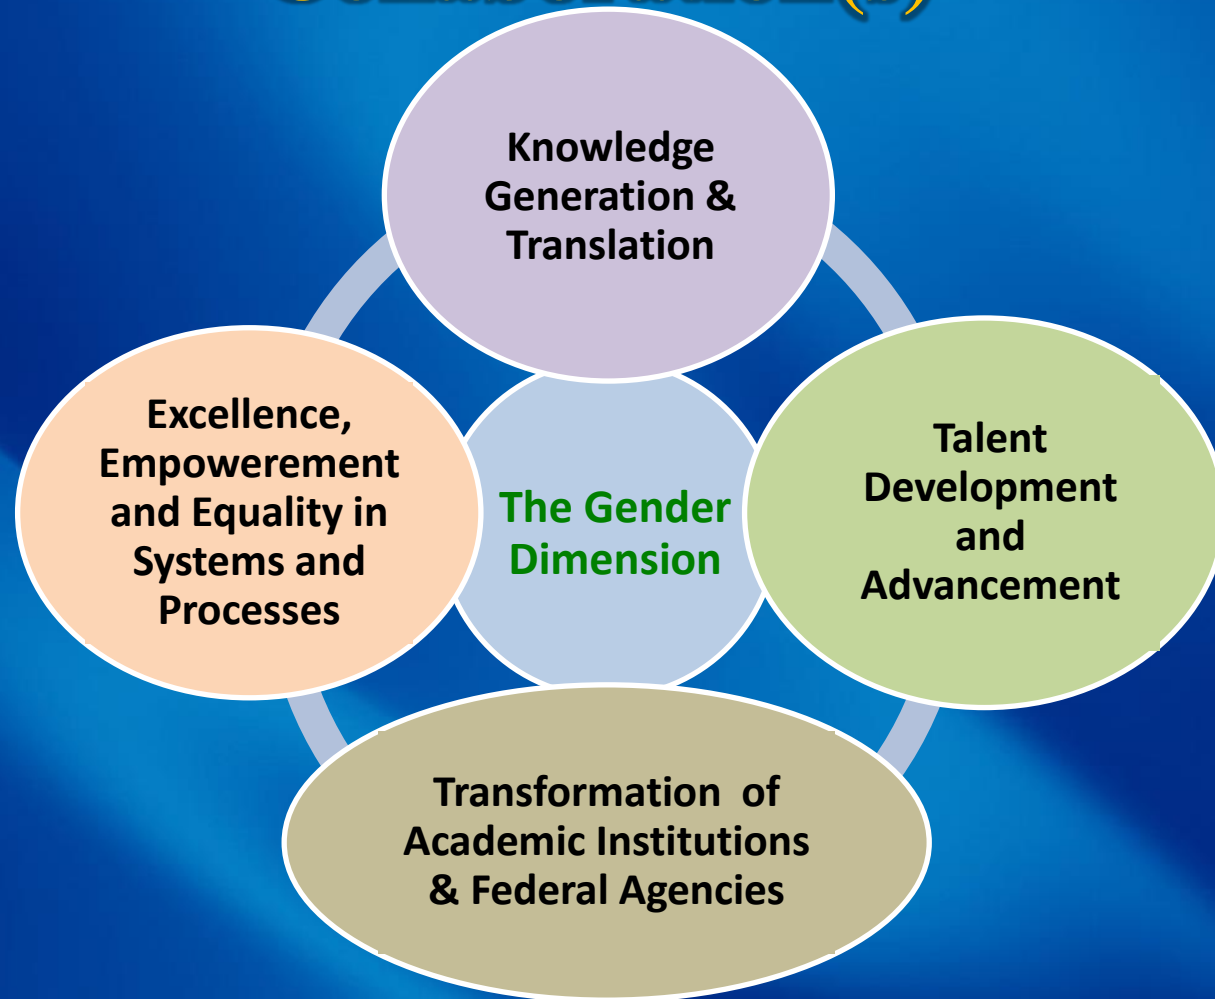 Knowledge
Generation &
Translation
Excellence,
Empowerement
and Equality in
Systems and
Processes
The Gender
Dimension
Talent
Development
and
Advancement
Transformation  of
Academic Institutions
& Federal Agencies